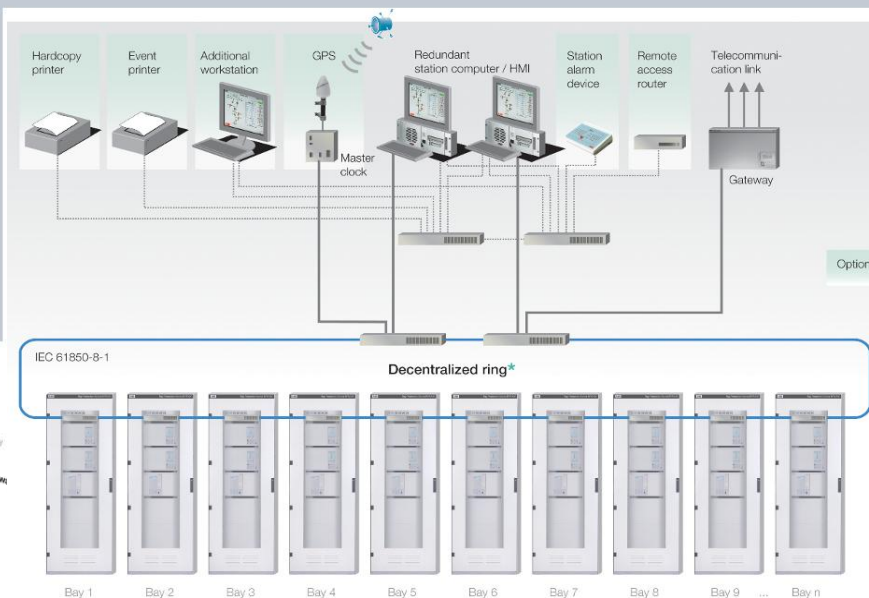 Hardcopy
printer
Event
printer
Additional
workstation
GPS
Redundant
station computer / HMI
Station
alarm
device
Remote
access
router
Telecommuni-
cation link
Master
clock
Gateway
Option
IEC 61850-8-1
Decentralized ring*
Bay 1
Bay 2
Bay 3
Bay 4
Bay 5
Bay 6
Bay 7
Bay 8
Bay 9
...
Bay n